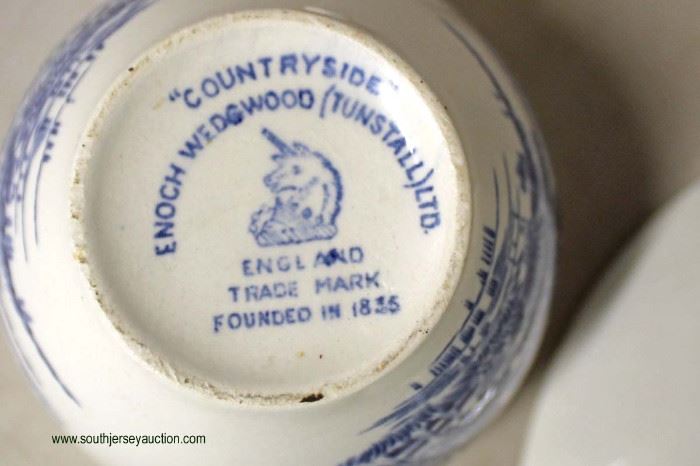 "COUNTRYSIDE"
ENOCH WEDGWOOD (TUNSTALL) LTD.
ENGLAND
TRADE MARK
FOUNDED IN 1835
www.southjerseyauction.com